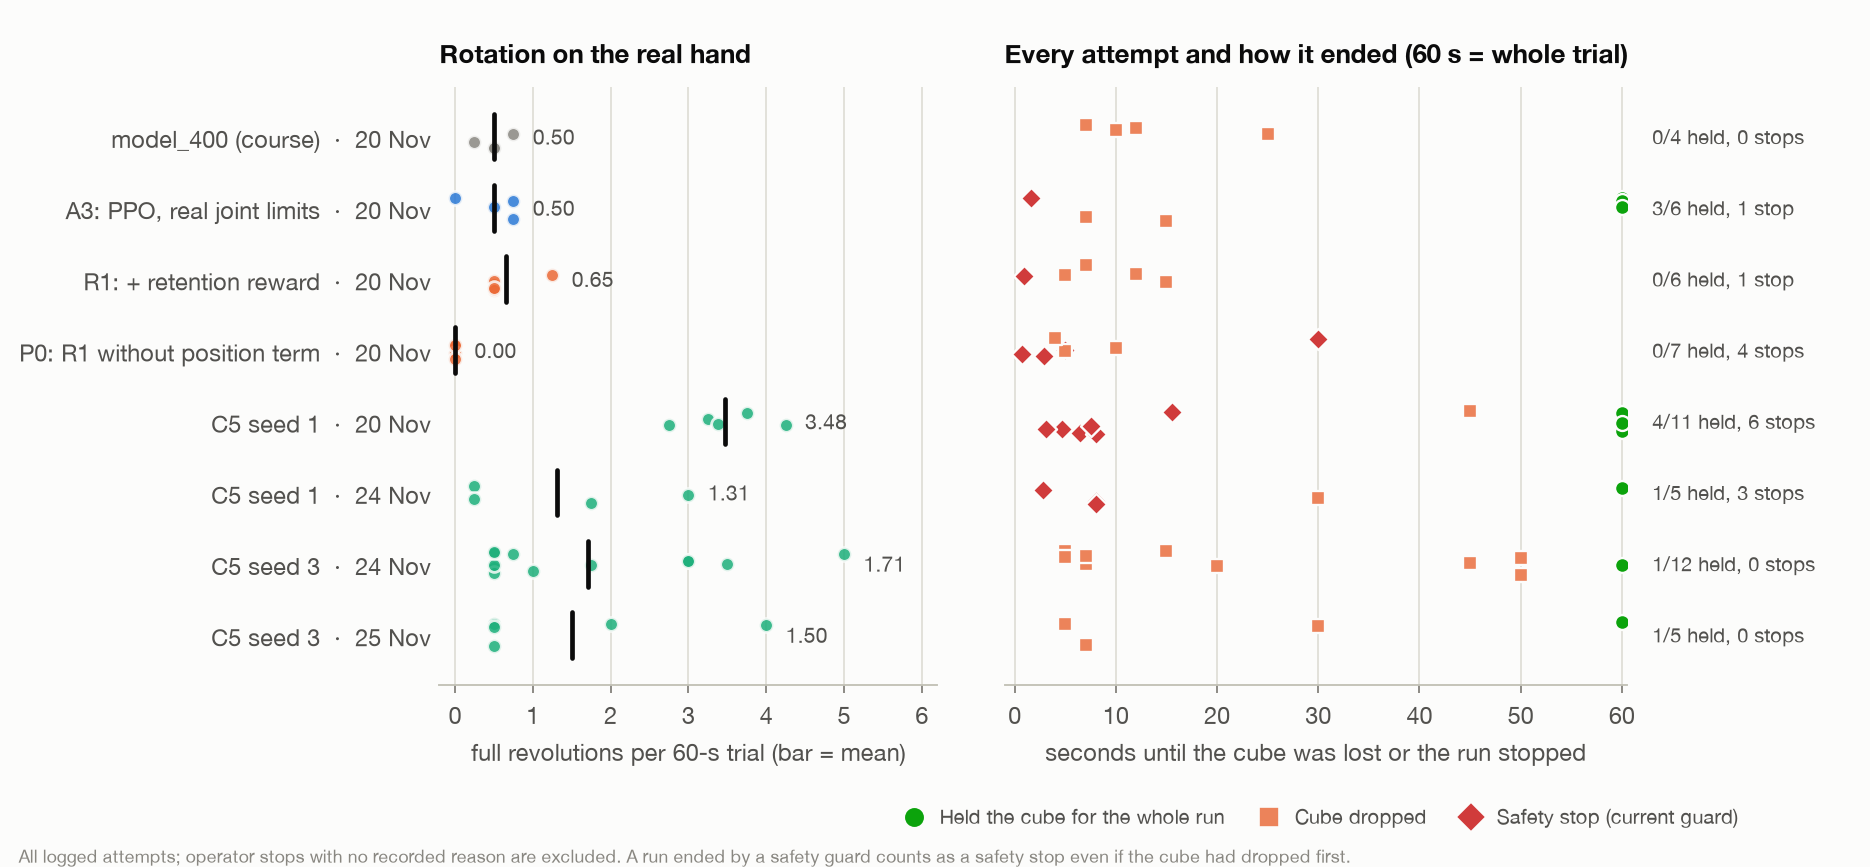 Rotation on the real hand
Every attempt and how it ended (60 s = whole trial)
model_400 (course) · 20 Nov
0.50
0/4 held, 0 stops
A3: PPO, real joint limits · 20 Nov
0.50
3/6 held, 1 stop
R1: + retention reward · 20 Nov
0.65
0/6 held, 1 stop
P0: R1 without position term · 20 Nov
0.00
0/7 held, 4 stops
C5 seed 1 · 20 Nov
3.48
4/11 held, 6 stops
C5 seed 1 · 24 Nov
1.31
1/5 held, 3 stops
C5 seed 3 · 24 Nov
1.71
1/12 held, 0 stops
C5 seed 3 · 25 Nov
1.50
1/5 held, 0 stops
0 1 2 3 4 5 6
0 10 20 30 40 50 60
full revolutions per 60-s trial (bar = mean)
seconds until the cube was lost or the run stopped
Held the cube for the whole run
Cube dropped
Safety stop (current guard)
All logged attempts; operator stops with no recorded reason are excluded. A run ended by a safety guard counts as a safety stop even if the cube had dropped first.